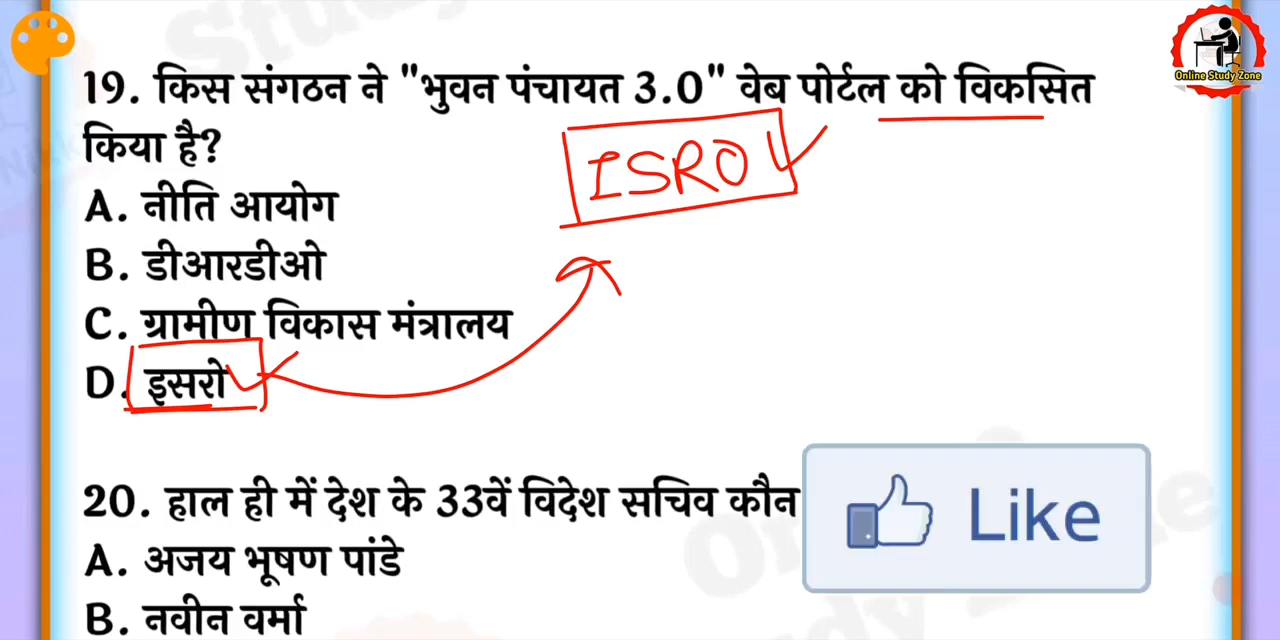 Online Study Zone
19. किस संगठन ने "भुवन पंचायत 3.0" वेब पोर्टल को विकसित
किया है?
ISRO
A. नीति आयोग
B. डीआरडीओ
C. ग्रामीण विकास मंत्रालय
D. इसरो
20. हाल ही में देश के 33वें विदेश सचिव कौन
Like
A. अजय भूषण पांडे
B. नवीन वर्मा